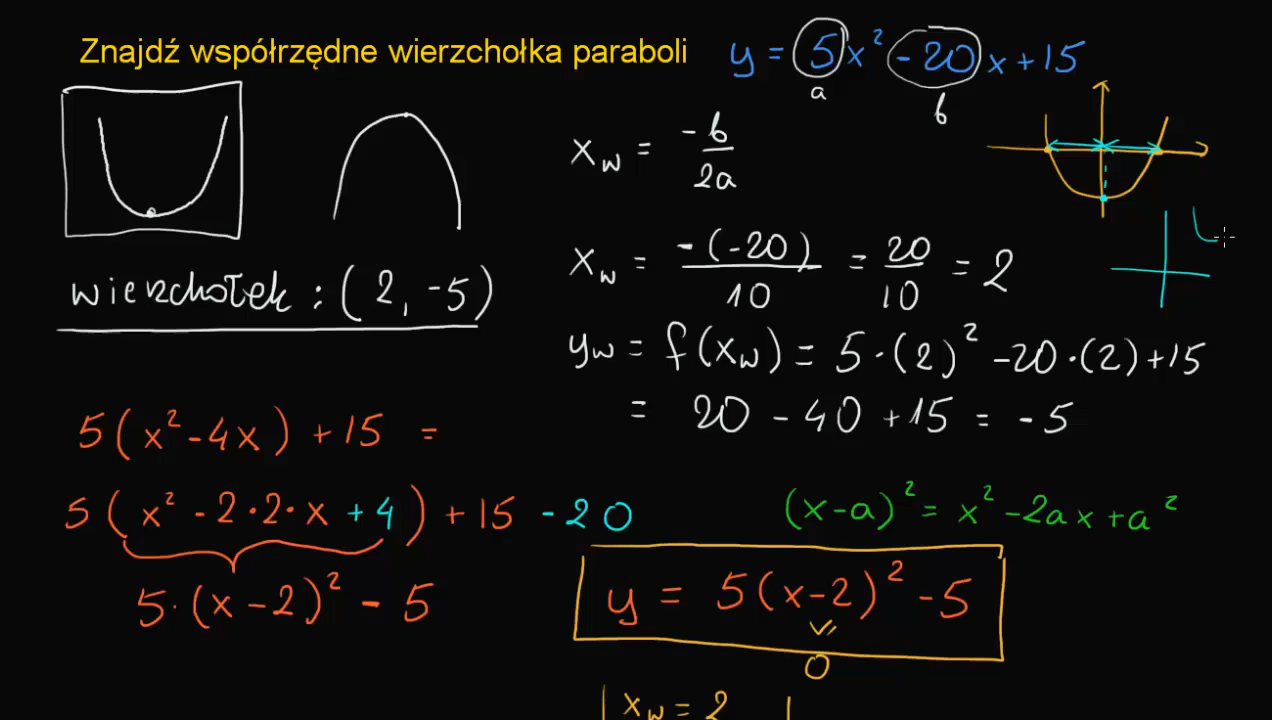 Znajdź współrzędne wierzchołka paraboli
y = 5x² - 20x + 15
a
b
x_w = -b/2a
x_w = -(-20)/10 = 20/10 = 2
wierzchołek : (2, -5)
y_w = f(x_w) = 5·(2)² - 20·(2) + 15
= 20 - 40 + 15 = -5
5(x² - 4x) + 15 =
5(x² - 2·2·x + 4) + 15 - 20
(x-a)² = x² - 2ax + a²
5·(x - 2)² - 5
y = 5(x-2)² - 5
0
x_w = 2